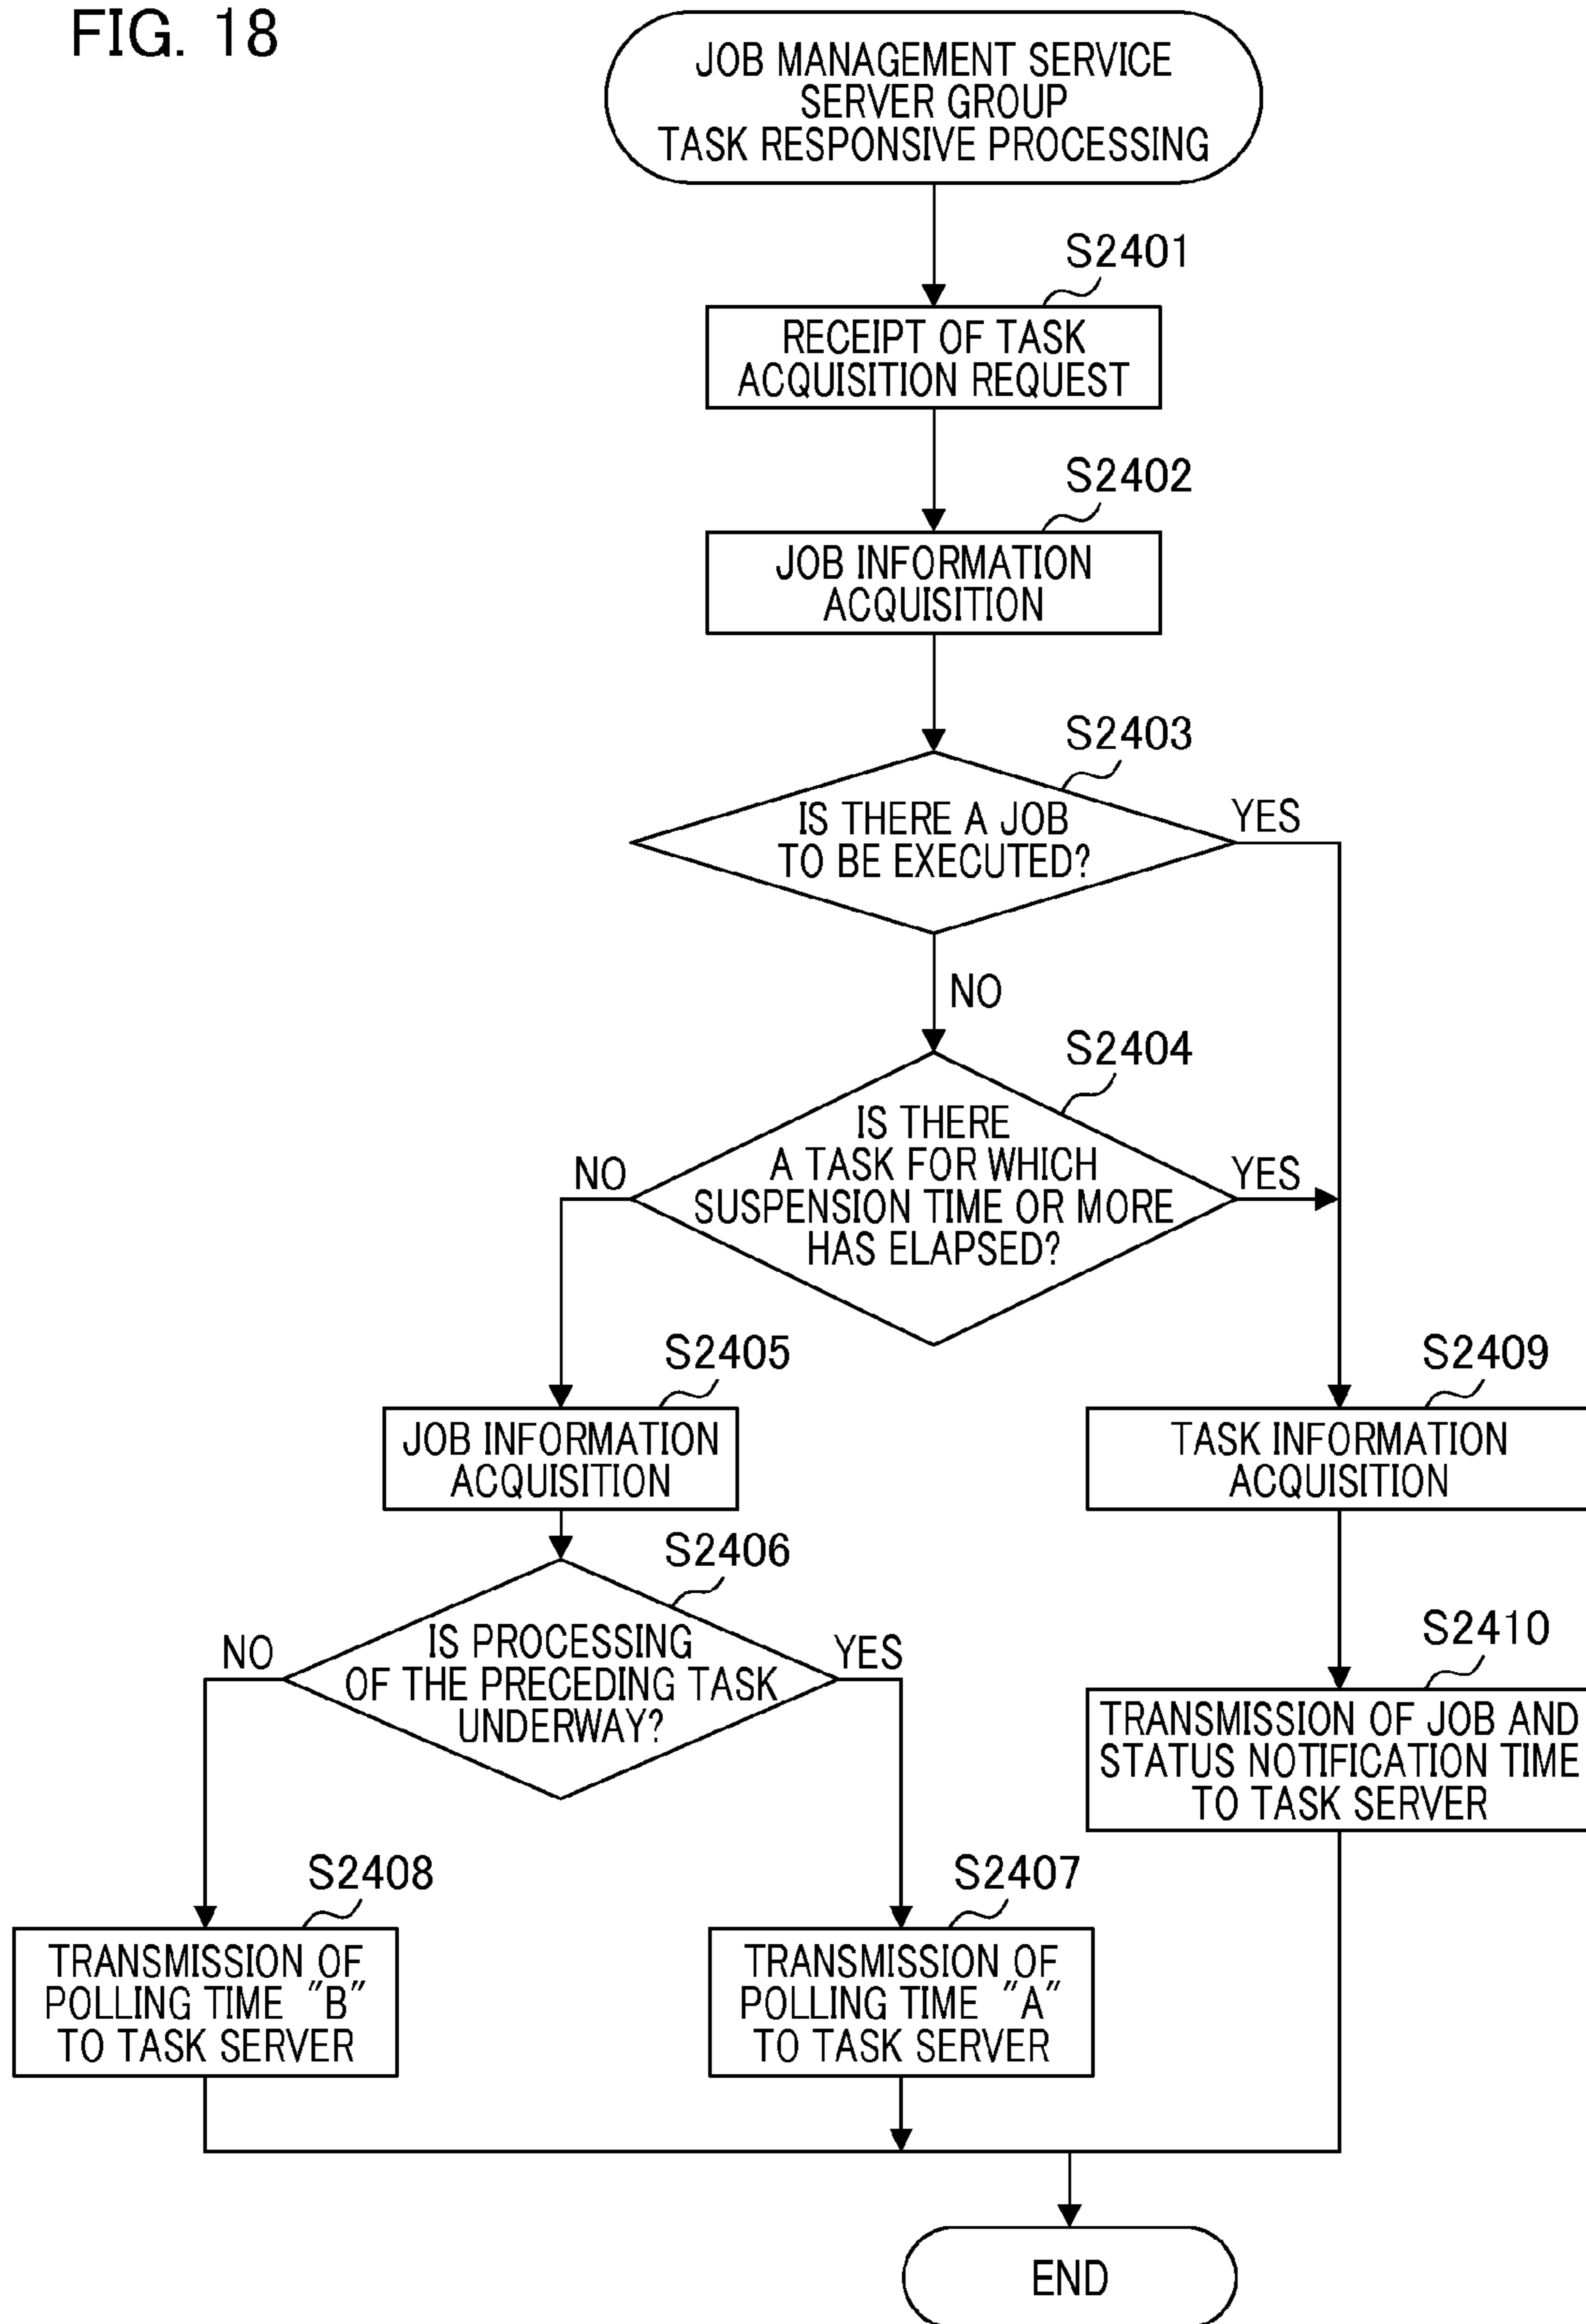 FIG. 18
JOB MANAGEMENT SERVICE
SERVER GROUP
TASK RESPONSIVE PROCESSING
S2401
RECEIPT OF TASK
ACQUISITION REQUEST
S2402
JOB INFORMATION
ACQUISITION
S2403
IS THERE A JOB
TO BE EXECUTED?
YES
NO
S2404
IS THERE
A TASK FOR WHICH
SUSPENSION TIME OR MORE
HAS ELAPSED?
NO
YES
S2405
JOB INFORMATION
ACQUISITION
S2409
TASK INFORMATION
ACQUISITION
S2406
IS PROCESSING
OF THE PRECEDING TASK
UNDERWAY?
NO
YES
S2410
TRANSMISSION OF JOB AND
STATUS NOTIFICATION TIME
TO TASK SERVER
S2408
TRANSMISSION OF
POLLING TIME "B"
TO TASK SERVER
S2407
TRANSMISSION OF
POLLING TIME "A"
TO TASK SERVER
END